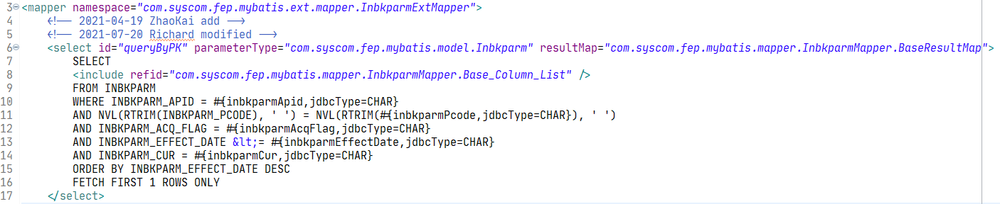 3 <mapper namespace="com.syscom.fep.mybatis.ext.mapper.InbkparmExtMapper">
4 <!-- 2021-04-19 ZhaoKai add -->
5 <!-- 2021-07-20 Richard modified -->
6 <select id="queryByPK" parameterType="com.syscom.fep.mybatis.model.Inbkparm" resultMap="com.syscom.fep.mybatis.mapper.InbkparmMapper.BaseResultMap">
7 SELECT
8 <include refid="com.syscom.fep.mybatis.mapper.InbkparmMapper.Base_Column_List" />
9 FROM INBKPARM
10 WHERE INBKPARM_APID = #{inbkparmApid,jdbcType=CHAR}
11 AND NVL(RTRIM(INBKPARM_PCODE), ' ') = NVL(RTRIM(#{inbkparmPcode,jdbcType=CHAR}), ' ')
12 AND INBKPARM_ACQ_FLAG = #{inbkparmAcqFlag,jdbcType=CHAR}
13 AND INBKPARM_EFFECT_DATE &lt;= #{inbkparmEffectDate,jdbcType=CHAR}
14 AND INBKPARM_CUR = #{inbkparmCur,jdbcType=CHAR}
15 ORDER BY INBKPARM_EFFECT_DATE DESC
16 FETCH FIRST 1 ROWS ONLY
17 </select>